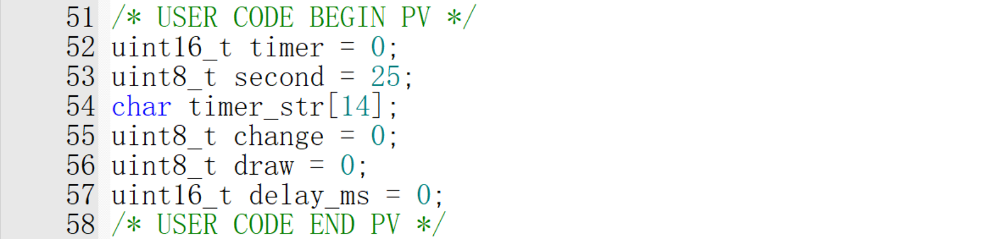 51 /* USER CODE BEGIN PV */
52 uint16_t timer = 0;
53 uint8_t second = 25;
54 char timer_str[14];
55 uint8_t change = 0;
56 uint8_t draw = 0;
57 uint16_t delay_ms = 0;
58 /* USER CODE END PV */